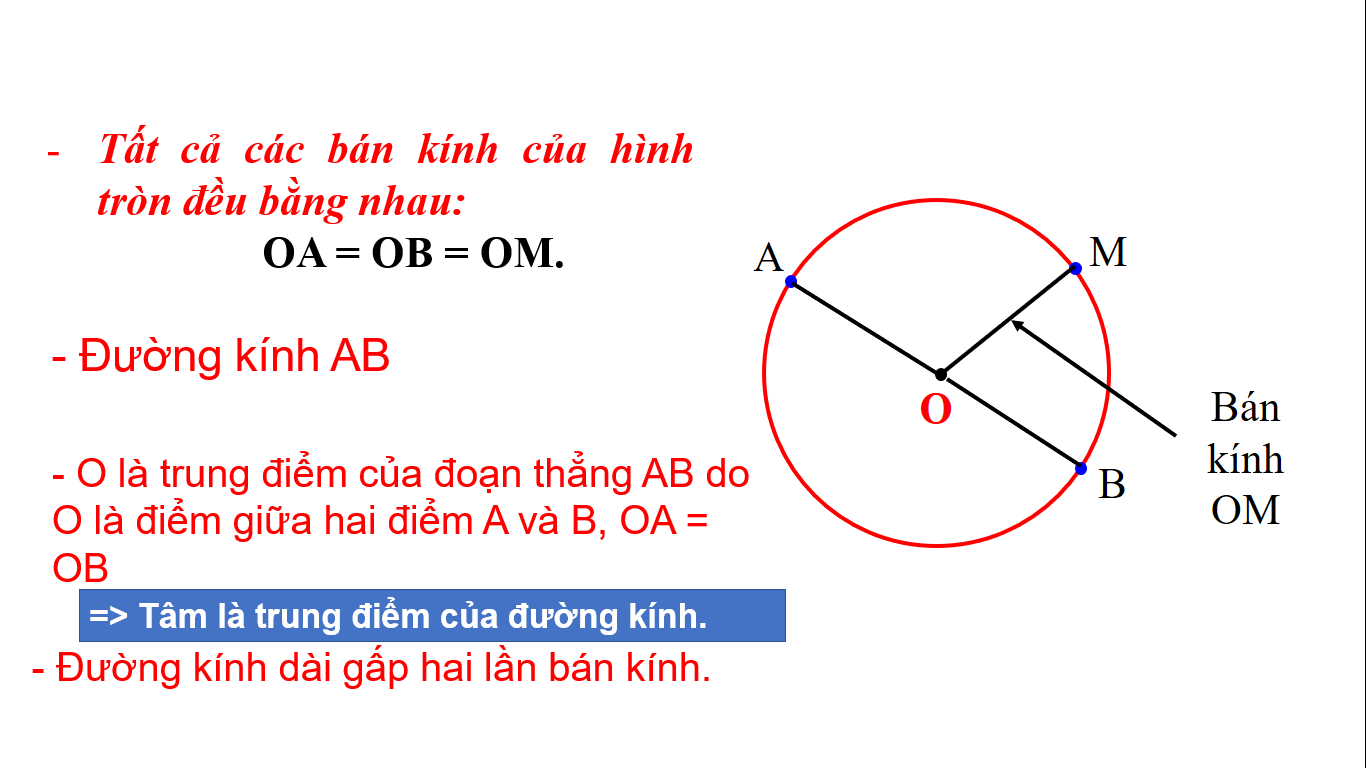 - Tất cả các bán kính của hình
tròn đều bằng nhau:
OA = OB = OM.
- Đường kính AB
- O là trung điểm của đoạn thẳng AB do
O là điểm giữa hai điểm A và B, OA =
OB
=> Tâm là trung điểm của đường kính.
- Đường kính dài gấp hai lần bán kính.
A
M
O
B
Bán
kính
OM